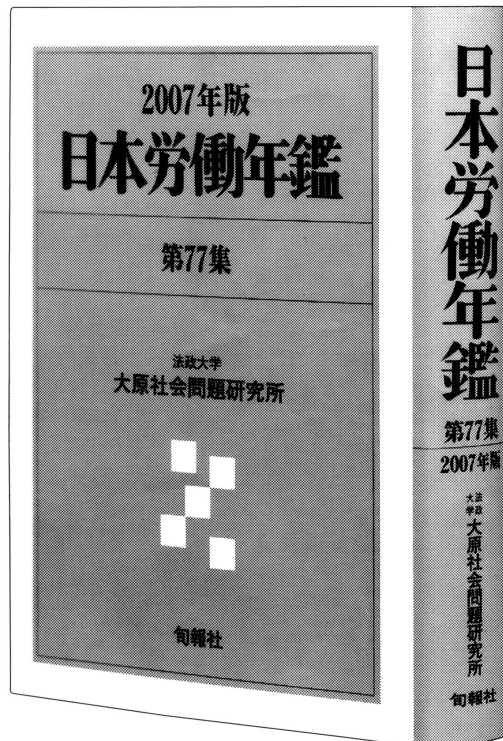 2007年版
日本労働年鑑
第77集
法政大学
大原社会問題研究所
旬報社
日本労働年鑑
第77集
2007年版
法政大学
大原社会問題研究所
旬報社